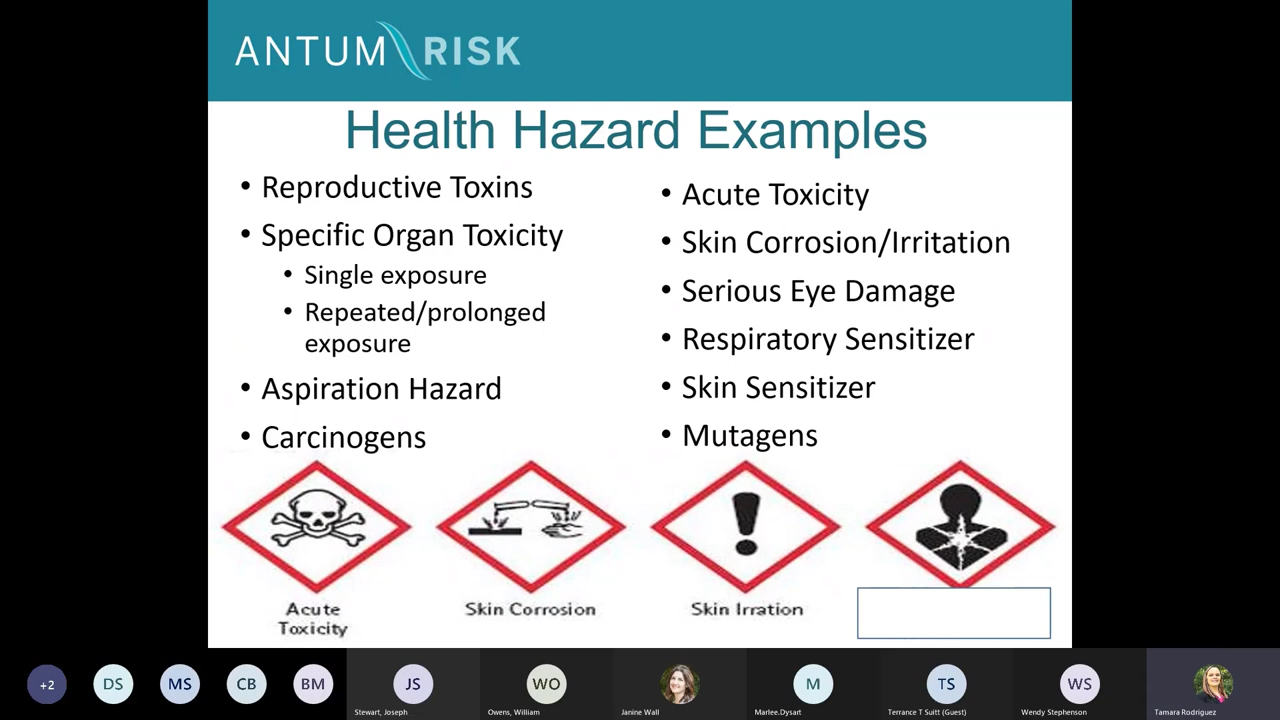 ANTUM RISK
Health Hazard Examples
• Reproductive Toxins
• Specific Organ Toxicity
• Single exposure
• Repeated/prolonged
exposure
• Aspiration Hazard
• Carcinogens
• Acute Toxicity
• Skin Corrosion/Irritation
• Serious Eye Damage
• Respiratory Sensitizer
• Skin Sensitizer
• Mutagens
Acute
Toxicity
Skin Corrosion
Skin Irration
+2
DS
MS
CB
BM
JS
Stewart, Joseph
WO
Owens, William
Janine Wall
M
Marlee.Dysart
TS
Terrance T Suitt (Guest)
WS
Wendy Stephenson
Tamara Rodriguez